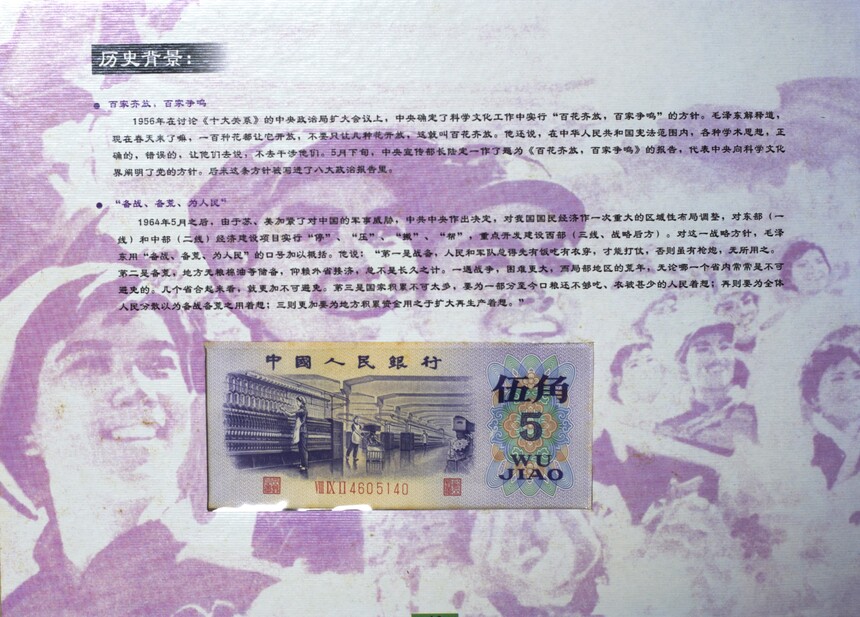 历史背景：
● 百家齐放，百家争鸣
1956年在讨论《十大关系》的中央政治局扩大会议上，中央确定了科学文化工作中实行“百花齐放，百家争鸣”的方针。毛泽东解释道，
现在春天来了嘛，一百种花都让它开放，不要只让几种花开放，这就叫百花齐放。他还说，在中华人民共和国宪法范围内，各种学术思想，正
确的，错误的，让他们去说，不去干涉他们。5月下旬，中央宣传部长陆定一作了题为《百花齐放，百家争鸣》的报告，代表中央向科学文化
界阐明了党的方针。后来这条方针被写进了八大政治报告里。
● “备战、备荒、为人民”
1964年5月之后，由于苏、美加紧了对中国的军事威胁，中共中央作出决定，对我国国民经济作一次重大的区域性布局调整，对东部（一
线）和中部（二线）经济建设项目实行“停”、“压”、“搬”、“帮”，重点开发建设西部（三线、战略后方）。对这一战略方针，毛泽
东用“备战、备荒、为人民”的口号加以概括。他说：“第一是战备，人民和军队总得先有饭吃有衣穿，才能打仗，否则虽有枪炮，无所用之。
第二是备荒，地方无粮棉油等储备，仰赖外省接济，总不是长久之计。一遇战争，困难更大，而局部地区的荒年，无论哪一个省内常常是不可
避免的。几个省合起来看，就更加不可避免。第三是国家积累不可太多，要为一部分至今口粮还不够吃、衣被甚少的人民着想；再则要为全体
人民分散以为备战备荒之用着想；三则更加要为地方积累资金用之于扩大再生产着想。”
中國人民銀行
伍角
5
WU
JIAO
VIII IX II 4605140